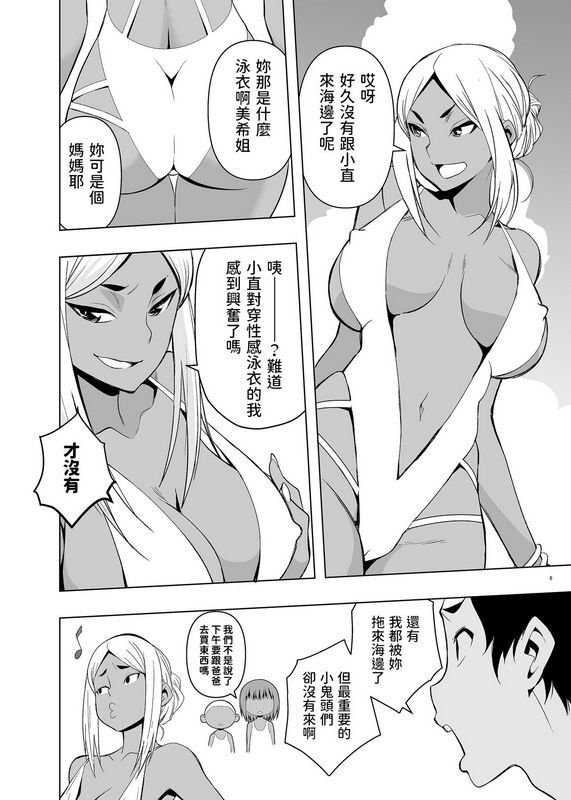 哎呀
好久沒有跟小直
來海邊了呢
妳那是什麼
泳衣啊美希姐
妳可是個
媽媽耶
咦——？難道
小直對穿性感泳衣的我
感到興奮了嗎
才沒有
6
還有
我都被妳
拖來海邊了
但最重要的
小鬼頭們
卻沒有來啊
我們不是說了
下午要跟爸爸
去買東西嗎
♪